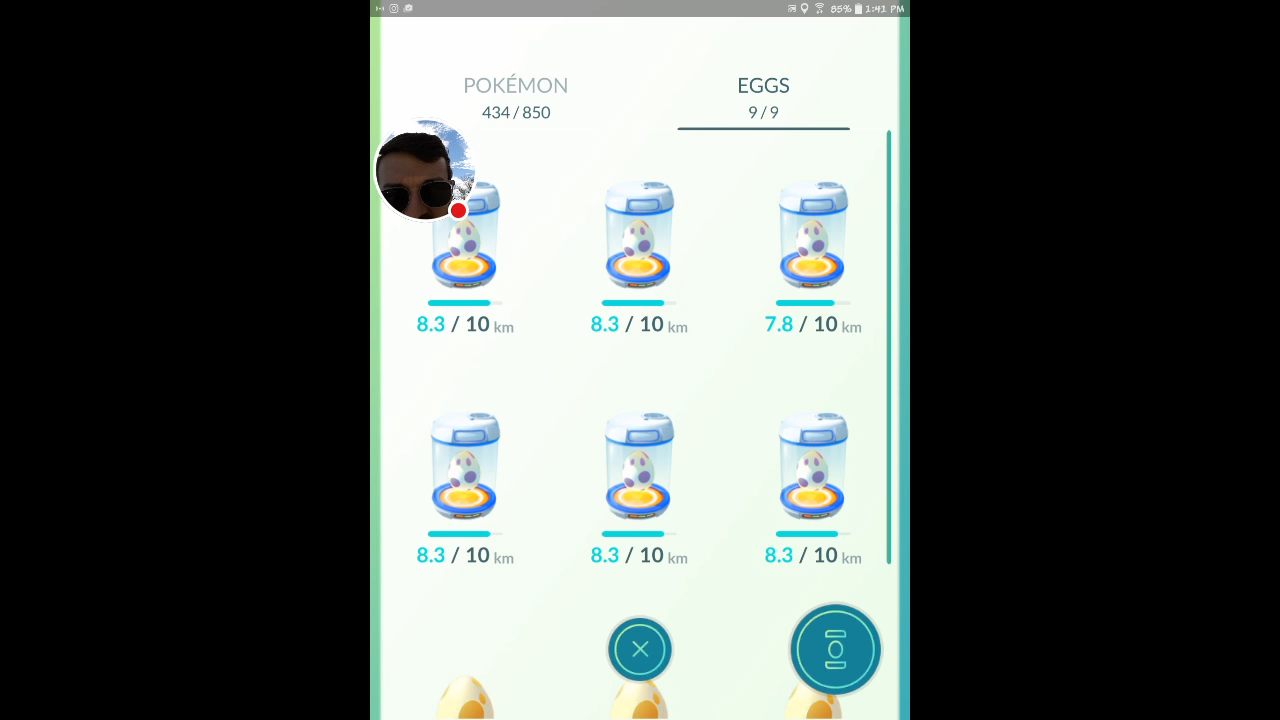 85% 1:41 PM
POKÉMON EGGS
434 / 850 9 / 9
8.3 / 10 km 8.3 / 10 km 7.8 / 10 km
8.3 / 10 km 8.3 / 10 km 8.3 / 10 km